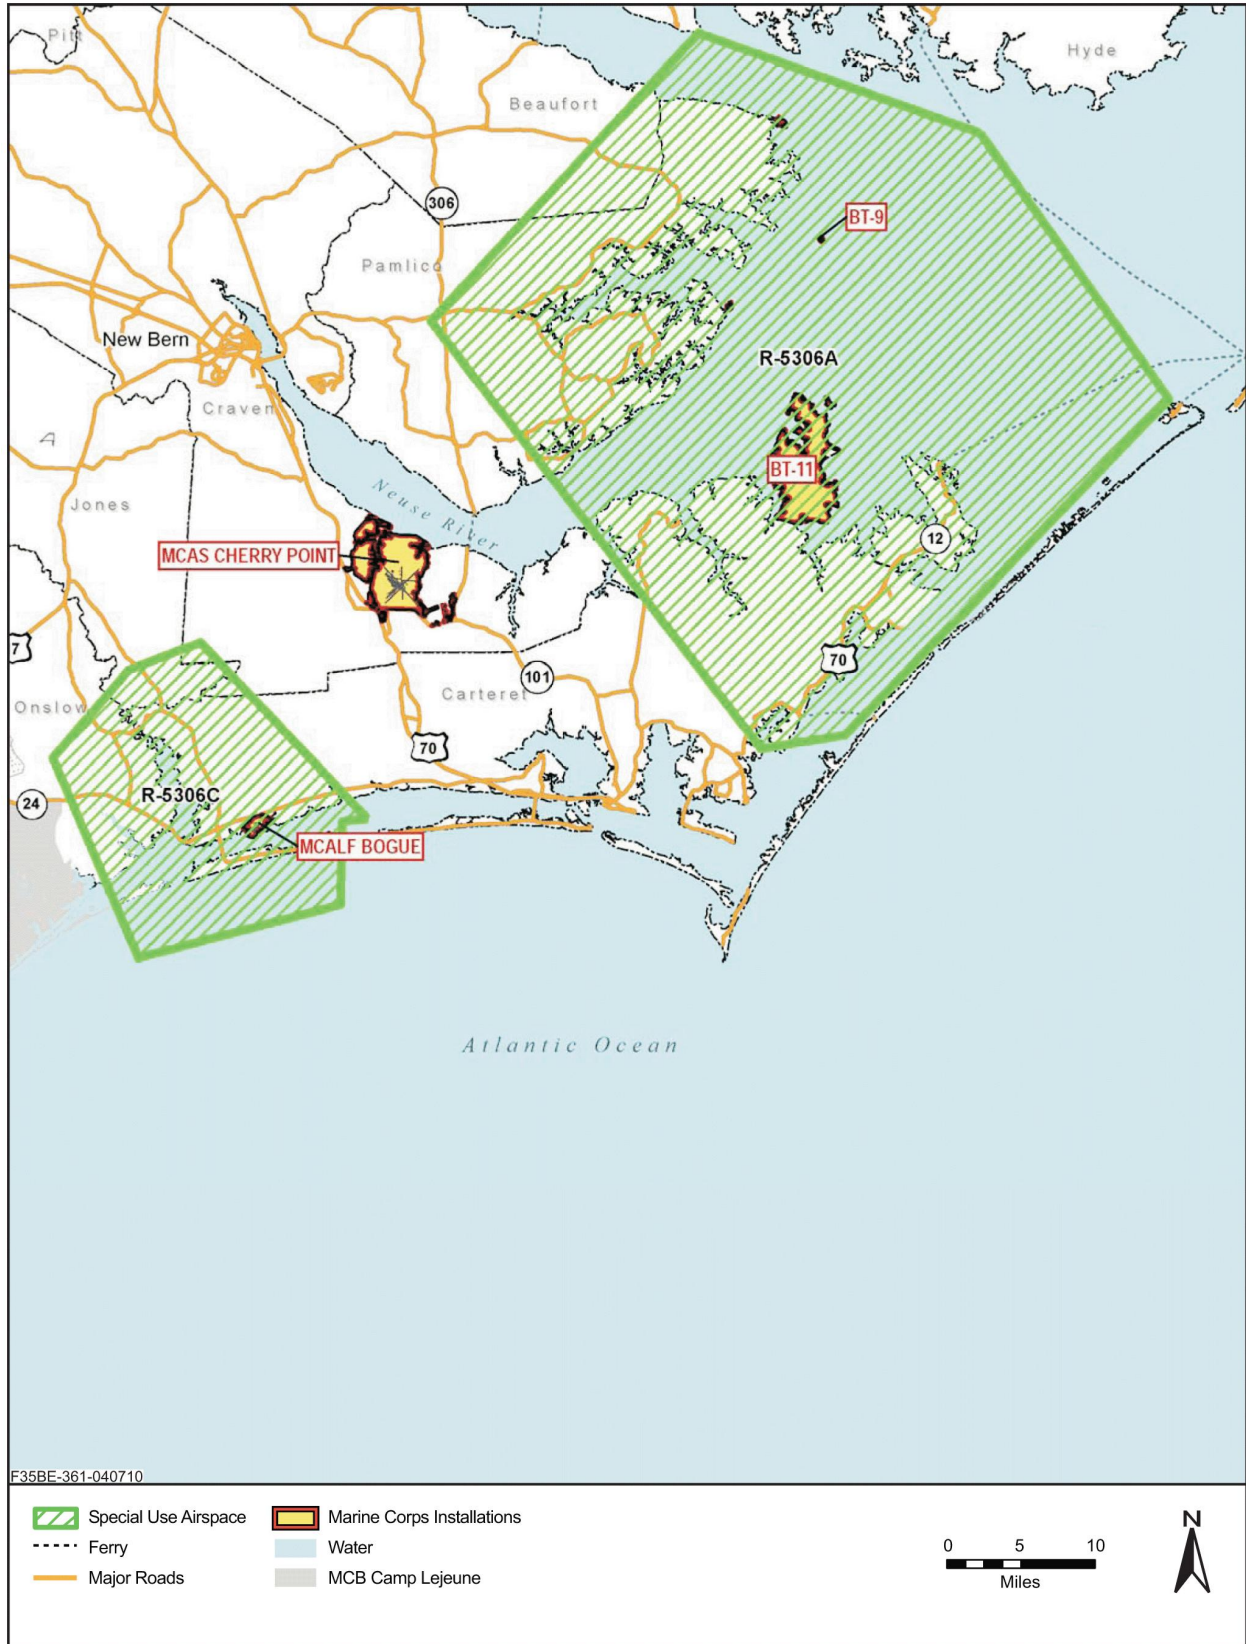 Pitt
Hyde
Beaufort
306
BT-9
Pamlico
New Bern
R-5306A
Craven
A
BT-11
Jones
Neuse River
12
MCAS CHERRY POINT
7
70
101
Carteret
Onslow
70
R-5306C
24
MCALF BOGUE
Atlantic Ocean
F35BE-361-040710
Special Use Airspace
Marine Corps Installations
N
Ferry
Water
0 5 10
Major Roads
MCB Camp Lejeune
Miles